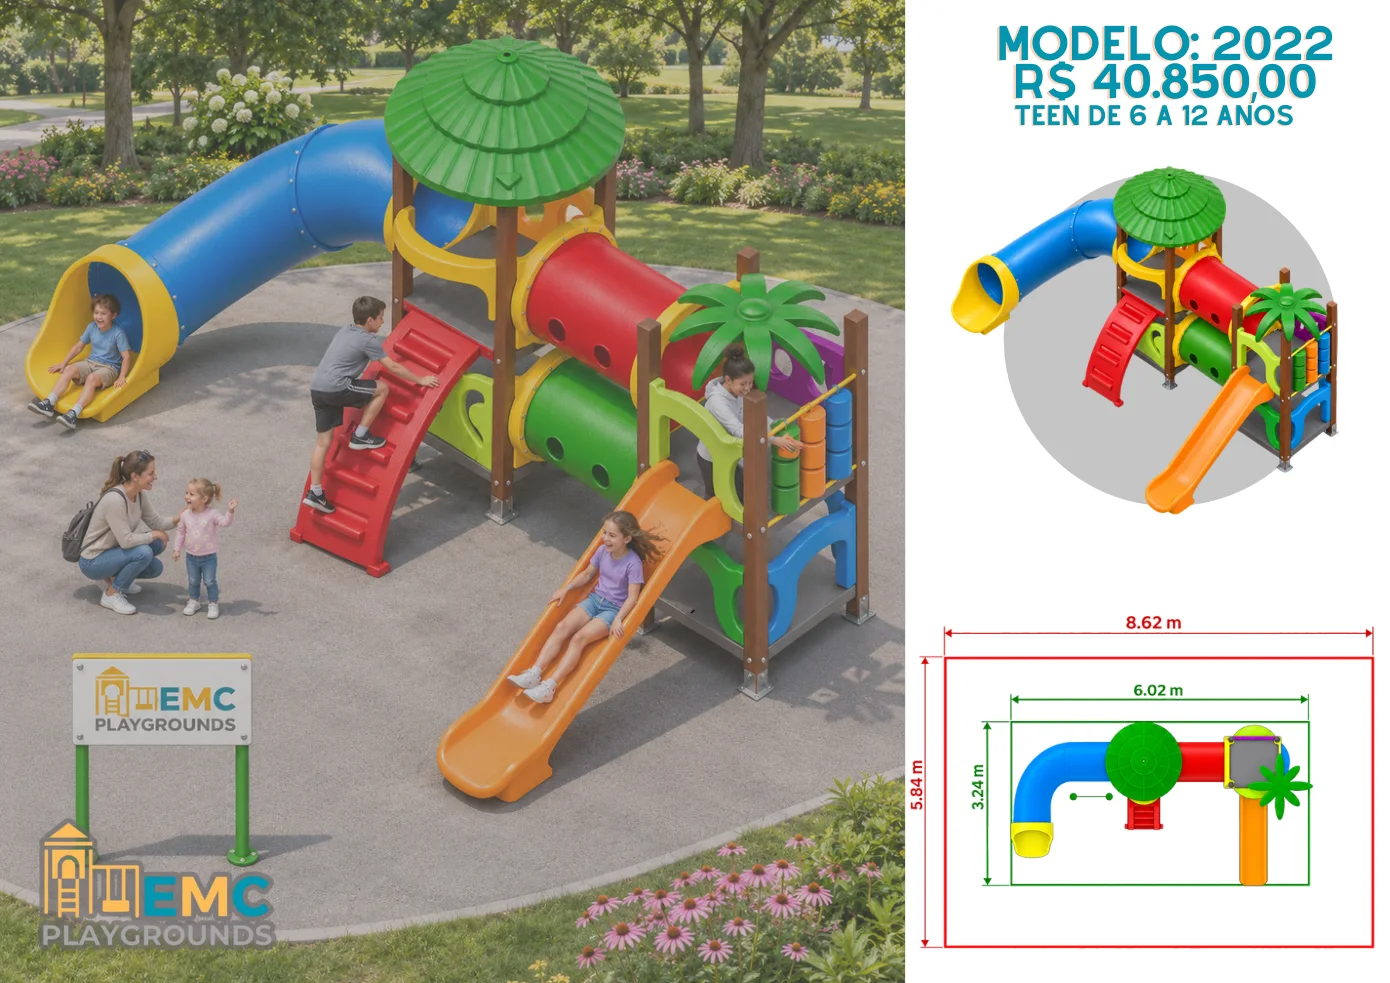 MODELO: 2022
R$ 40.850,00
TEEN DE 6 A 12 ANOS
EMC
PLAYGROUNDS
EMC
PLAYGROUNDS
8.62 m
6.02 m
5.84 m
3.24 m